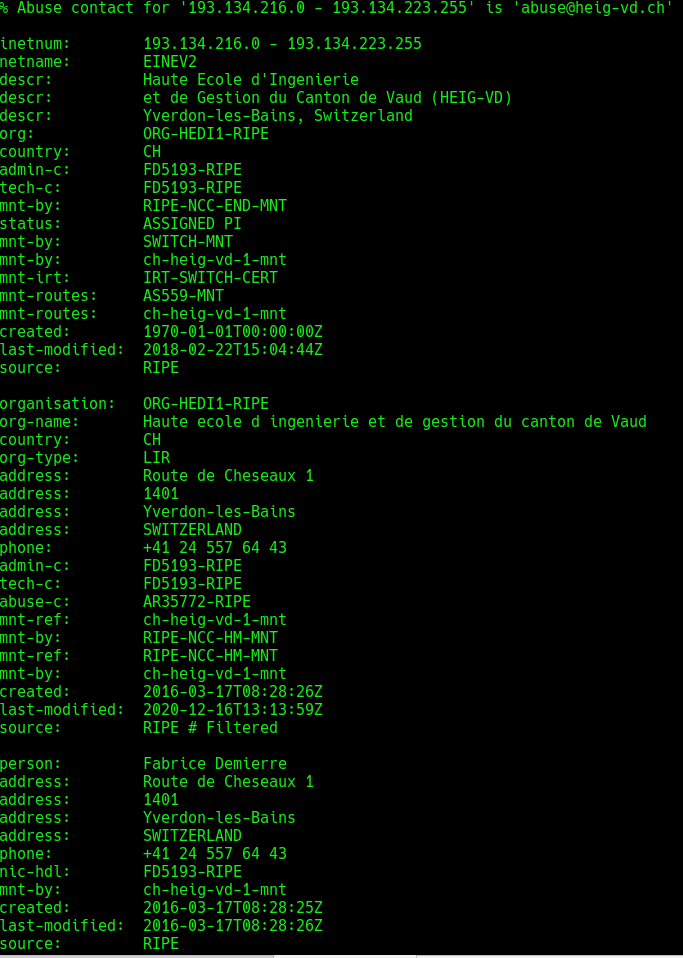 % Abuse contact for '193.134.216.0 - 193.134.223.255' is 'abuse@heig-vd.ch'
inetnum: 193.134.216.0 - 193.134.223.255
netname: EINEV2
descr: Haute Ecole d'Ingenierie
descr: et de Gestion du Canton de Vaud (HEIG-VD)
descr: Yverdon-les-Bains, Switzerland
org: ORG-HEDI1-RIPE
country: CH
admin-c: FD5193-RIPE
tech-c: FD5193-RIPE
mnt-by: RIPE-NCC-END-MNT
status: ASSIGNED PI
mnt-by: SWITCH-MNT
mnt-by: ch-heig-vd-1-mnt
mnt-irt: IRT-SWITCH-CERT
mnt-routes: AS559-MNT
mnt-routes: ch-heig-vd-1-mnt
created: 1970-01-01T00:00:00Z
last-modified: 2018-02-22T15:04:44Z
source: RIPE
organisation: ORG-HEDI1-RIPE
org-name: Haute ecole d ingenierie et de gestion du canton de Vaud
country: CH
org-type: LIR
address: Route de Cheseaux 1
address: 1401
address: Yverdon-les-Bains
address: SWITZERLAND
phone: +41 24 557 64 43
admin-c: FD5193-RIPE
tech-c: FD5193-RIPE
abuse-c: AR35772-RIPE
mnt-ref: ch-heig-vd-1-mnt
mnt-by: RIPE-NCC-HM-MNT
mnt-ref: RIPE-NCC-HM-MNT
mnt-by: ch-heig-vd-1-mnt
created: 2016-03-17T08:28:26Z
last-modified: 2020-12-16T13:13:59Z
source: RIPE # Filtered
person: Fabrice Demierre
address: Route de Cheseaux 1
address: 1401
address: Yverdon-les-Bains
address: SWITZERLAND
phone: +41 24 557 64 43
nic-hdl: FD5193-RIPE
mnt-by: ch-heig-vd-1-mnt
created: 2016-03-17T08:28:25Z
last-modified: 2016-03-17T08:28:26Z
source: RIPE